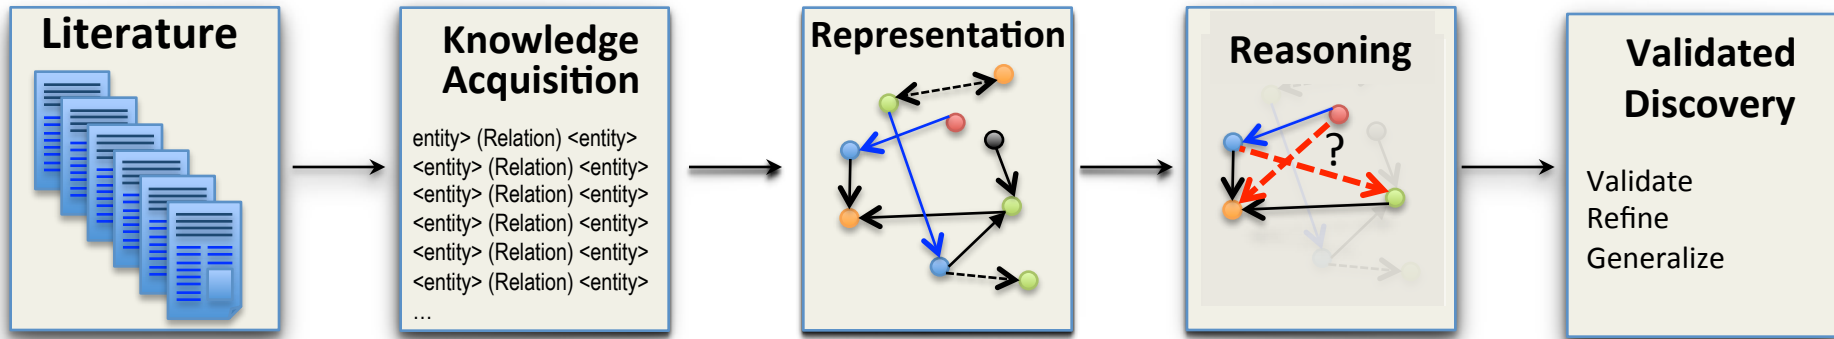 Literature
Knowledge
Acquisition
entity> (Relation) <entity>
<entity> (Relation) <entity>
<entity> (Relation) <entity>
<entity> (Relation) <entity>
<entity> (Relation) <entity>
<entity> (Relation) <entity>
...
Representation
Reasoning
?
Validated
Discovery
Validate
Refine
Generalize